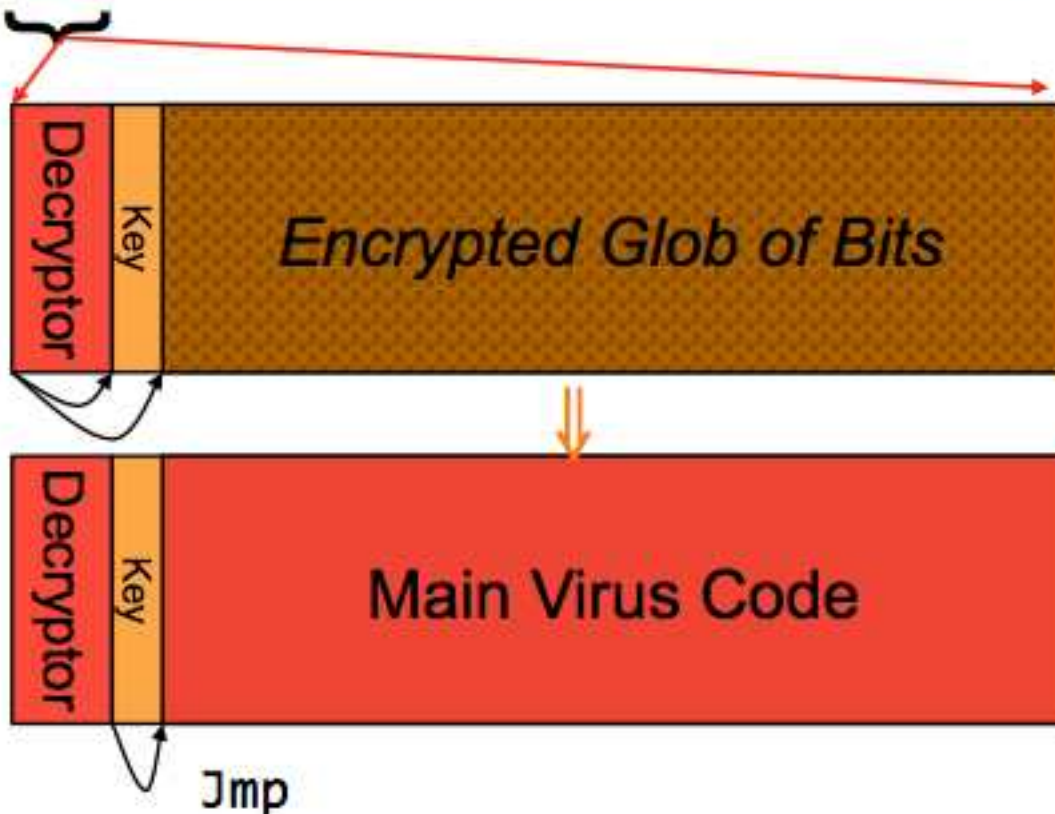 Decryptor
Key
Encrypted Glob of Bits
Decryptor
Key
Main Virus Code
Jmp